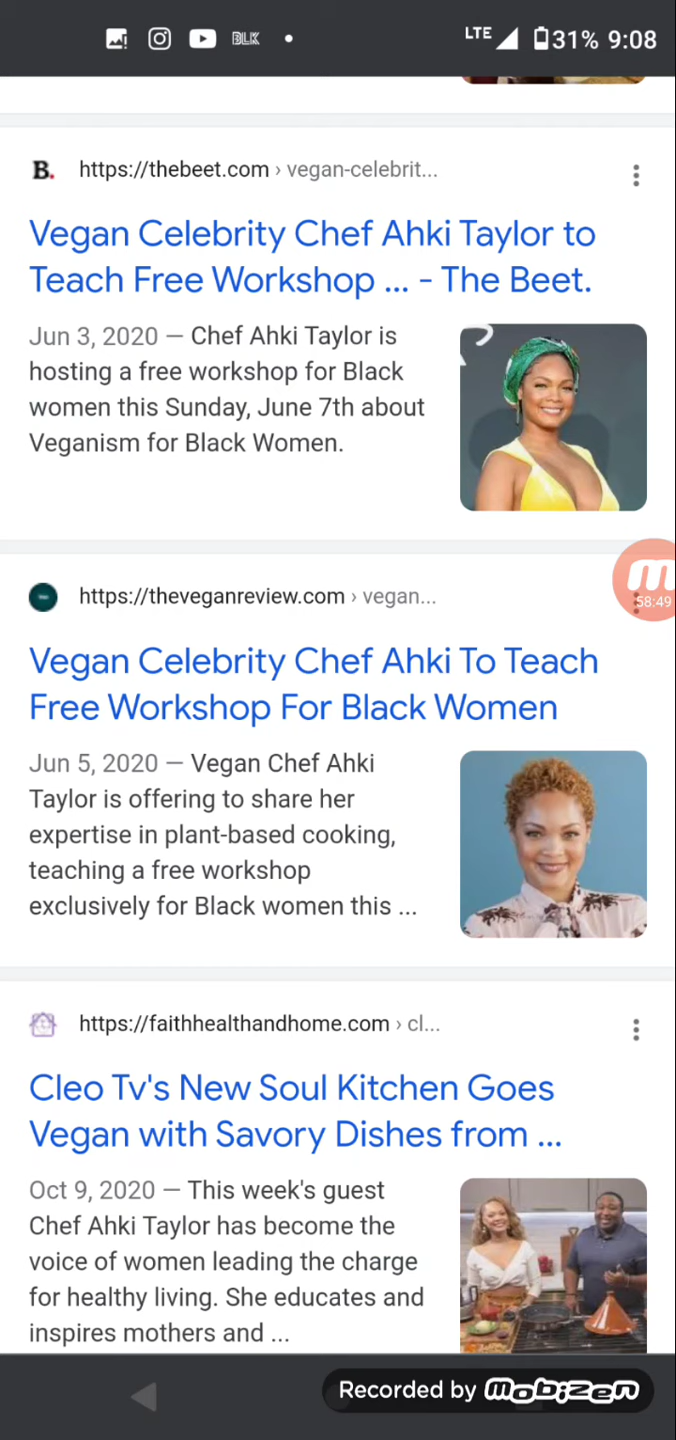 BLK LTE 31% 9:08
B. https://thebeet.com › vegan-celebrit...
Vegan Celebrity Chef Ahki Taylor to
Teach Free Workshop ... - The Beet.
Jun 3, 2020 — Chef Ahki Taylor is
hosting a free workshop for Black
women this Sunday, June 7th about
Veganism for Black Women.
58:49
https://theveganreview.com › vegan...
Vegan Celebrity Chef Ahki To Teach
Free Workshop For Black Women
Jun 5, 2020 — Vegan Chef Ahki
Taylor is offering to share her
expertise in plant-based cooking,
teaching a free workshop
exclusively for Black women this ...
https://faithhealthandhome.com › cl...
Cleo Tv's New Soul Kitchen Goes
Vegan with Savory Dishes from ...
Oct 9, 2020 — This week's guest
Chef Ahki Taylor has become the
voice of women leading the charge
for healthy living. She educates and
inspires mothers and ...
Recorded by mobizen